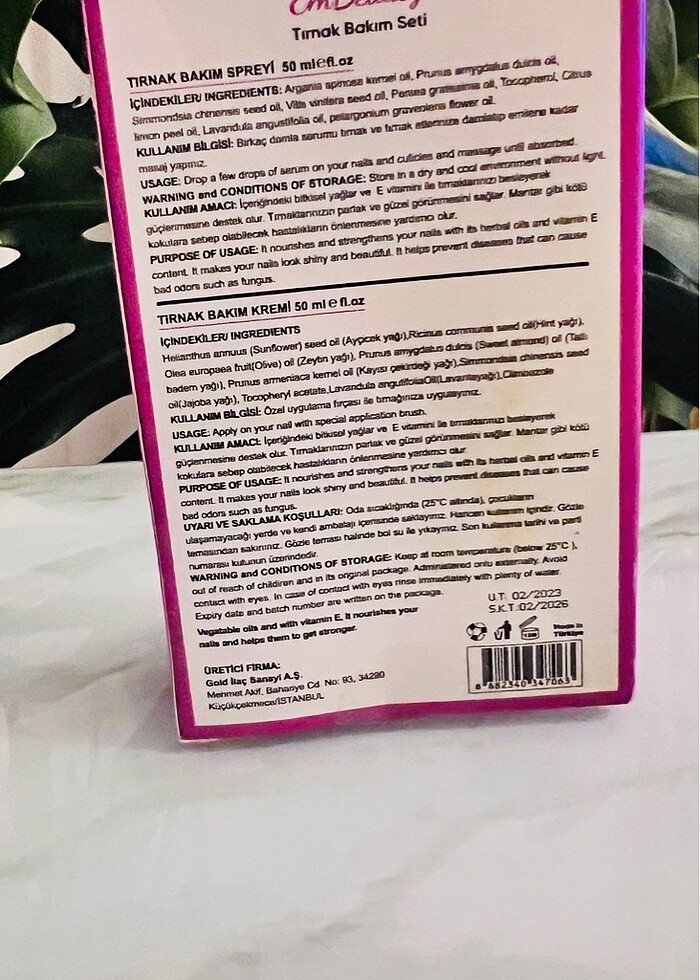 EmBeauty
Tırnak Bakım Seti
TIRNAK BAKIM SPREYİ 50 ml℮fl.oz
İÇİNDEKİLER/ INGREDIENTS: Argania spinosa kernel oil, Prunus amygdalus dulcis oil,
Simmondsia chinensis seed oil, Vitis vinifera seed oil, Persea gratissima oil, Tocopherol, Citrus
limon peel oil, Lavandula angustifolia oil, pelargonium graveolens flower oil.
KULLANIM BİLGİSİ: Birkaç damla serumu tırnak ve tırnak etlerinize damlatıp emilene kadar
masaj yapınız.
USAGE: Drop a few drops of serum on your nails and cuticles and massage until absorbed.
WARNING and CONDITIONS OF STORAGE: Store in a dry and cool environment without light.
KULLANIM AMACI: İçeriğindeki bitkisel yağlar ve E vitamini ile tırnaklarınızı besleyerek
güçlenmesine destek olur. Tırnaklarınızın parlak ve güzel görünmesini sağlar. Mantar gibi kötü
kokulara sebep olabilecek hastalıkların önlenmesine yardımcı olur.
PURPOSE OF USAGE: It nourishes and strengthens your nails with its herbal oils and vitamin E
content. It makes your nails look shiny and beautiful. It helps prevent diseases that can cause
bad odors such as fungus.
TIRNAK BAKIM KREMİ 50 ml ℮ fl.oz
İÇİNDEKİLER/ INGREDIENTS
Helianthus annuus (Sunflower) seed oil (Ayçicek yağı),Ricinus communis seed oil(Hint yağı),
Olea europaea fruit(Olive) oil (Zeytin yağı), Prunus amygdatus dulcis (Sweet almond) oil (Tatlı
badem yağı), Prunus armeniaca kernel oil (Kayısı çekirdeği yağı),Simmondsia chinensis seed
oil(Jajoba yağı), Tocopheryl acetate,Lavandula angutifoliaOil(Lavantayağı),Climbazole
KULLANIM BİLGİSİ: Özel uygulama fırçası ile tırnağınıza uygulayınız.
USAGE: Apply on your nail with special application brush.
KULLANIM AMACI: İçeriğindeki bitkisel yağlar ve E vitamini ile tırnaklarınızı besleyerek
güçlenmesine destek olur. Tırnaklarınızın parlak ve güzel görünmesini sağlar. Mantar gibi kötü
kokulara sebep olabilecek hastalıkların önlenmesine yardımcı olur
PURPOSE OF USAGE: It nourishes and strengthens your nails with its herbal oils and vitamin E
content. It makes your nails look shiny and beautiful. It helps prevent diseases that can cause
bad odors such as fungus.
UYARI VE SAKLAMA KOŞULLARI: Oda sıcaklığında (25°C altında), çocukların
ulaşamayacağı yerde ve kendi ambalajı içerisinde saklayınız. Haricen kullanım içindir. Gözle
temasından sakınınız. Gözle teması halinde bol su ile yıkayınız. Son kullanma tarihi ve parti
numarası kutunun üzerindedir.
WARNING and CONDITIONS OF STORAGE: Keep at room temperature (below 25°C ),
out of reach of children and in its original package. Administered onlu externally. Avoid
contact with eyes. In case of contact with eyes rinse immediately with plenty of water.
Expiry date and batch number are written on the package.
Vegatable oils and with vitamin E, it nourishes your
nails and helps them to get stronger.
U.T: 02/2023
S.K.T:02/2026
12M
Made in
Türkiye
ÜRETİCİ FİRMA:
Gold İlaç Sanayi A.Ş.
Mehmet Akif, Bahariye Cd. No: 93, 34290
Küçükçekmece/İSTANBUL
8 682340 347063